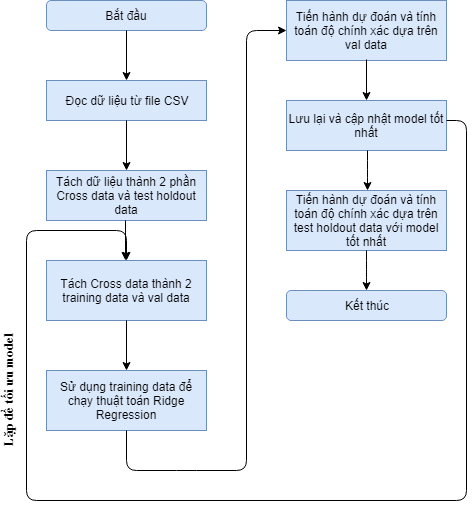 Bắt đầu
Đọc dữ liệu từ file CSV
Tách dữ liệu thành 2 phần
Cross data và test holdout
data
Tách Cross data thành 2
training data và val data
Sử dụng training data để
chạy thuật toán Ridge
Regression
Lặp để tối ưu model
Tiến hành dự đoán và tính
toán độ chính xác dựa trên
val data
Lưu lại và cập nhật model tốt
nhất
Tiến hành dự đoán và tính
toán độ chính xác dựa trên
test holdout data với model
tốt nhất
Kết thúc